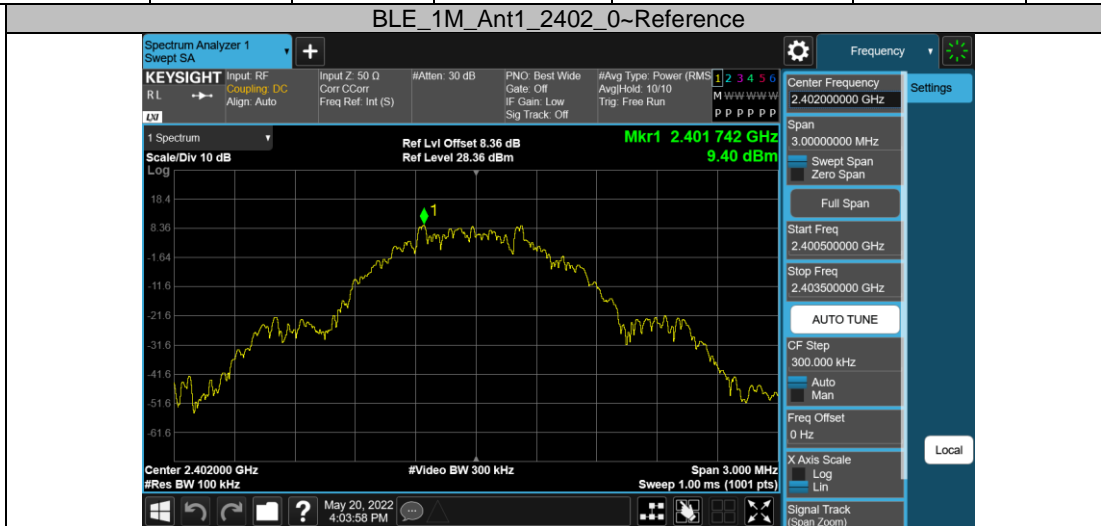 BLE_1M_Ant1_2402_0~Reference
Spectrum Analyzer 1
Swept SA
+
Frequency
KEYSIGHT
RL
LXI
Input: RF
Coupling: DC
Align: Auto
Input Z: 50 Ω
Corr CCorr
Freq Ref: Int (S)
#Atten: 30 dB
PNO: Best Wide
Gate: Off
IF Gain: Low
Sig Track: Off
#Avg Type: Power (RMS
Avg|Hold: 10/10
Trig: Free Run
1 2 3 4 5 6
M W W W W W
P P P P P P
1 Spectrum
Scale/Div 10 dB
Log
Ref Lvl Offset 8.36 dB
Ref Level 28.36 dBm
Mkr1 2.401 742 GHz
9.40 dBm
18.4
8.36
-1.64
-11.6
-21.6
-31.6
-41.6
-51.6
-61.6
1
Center 2.402000 GHz
#Res BW 100 kHz
#Video BW 300 kHz
Span 3.000 MHz
Sweep 1.00 ms (1001 pts)
Center Frequency
2.402000000 GHz
Span
3.00000000 MHz
Swept Span
Zero Span
Full Span
Start Freq
2.400500000 GHz
Stop Freq
2.403500000 GHz
AUTO TUNE
CF Step
300.000 kHz
Auto
Man
Freq Offset
0 Hz
X Axis Scale
Log
Lin
Signal Track
(Span Zoom)
Settings
Local
?
May 20, 2022
4:03:58 PM